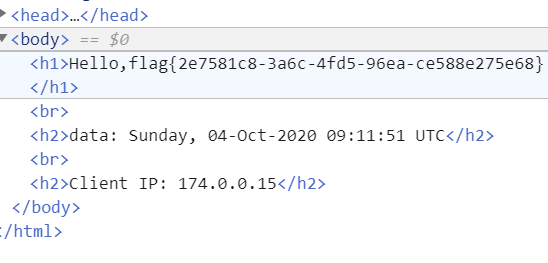 <head>…</head>
<body> == $0
<h1>Hello,flag{2e7581c8-3a6c-4fd5-96ea-ce588e275e68}
</h1>
<br>
<h2>data: Sunday, 04-Oct-2020 09:11:51 UTC</h2>
<br>
<h2>Client IP: 174.0.0.15</h2>
</body>
/html>